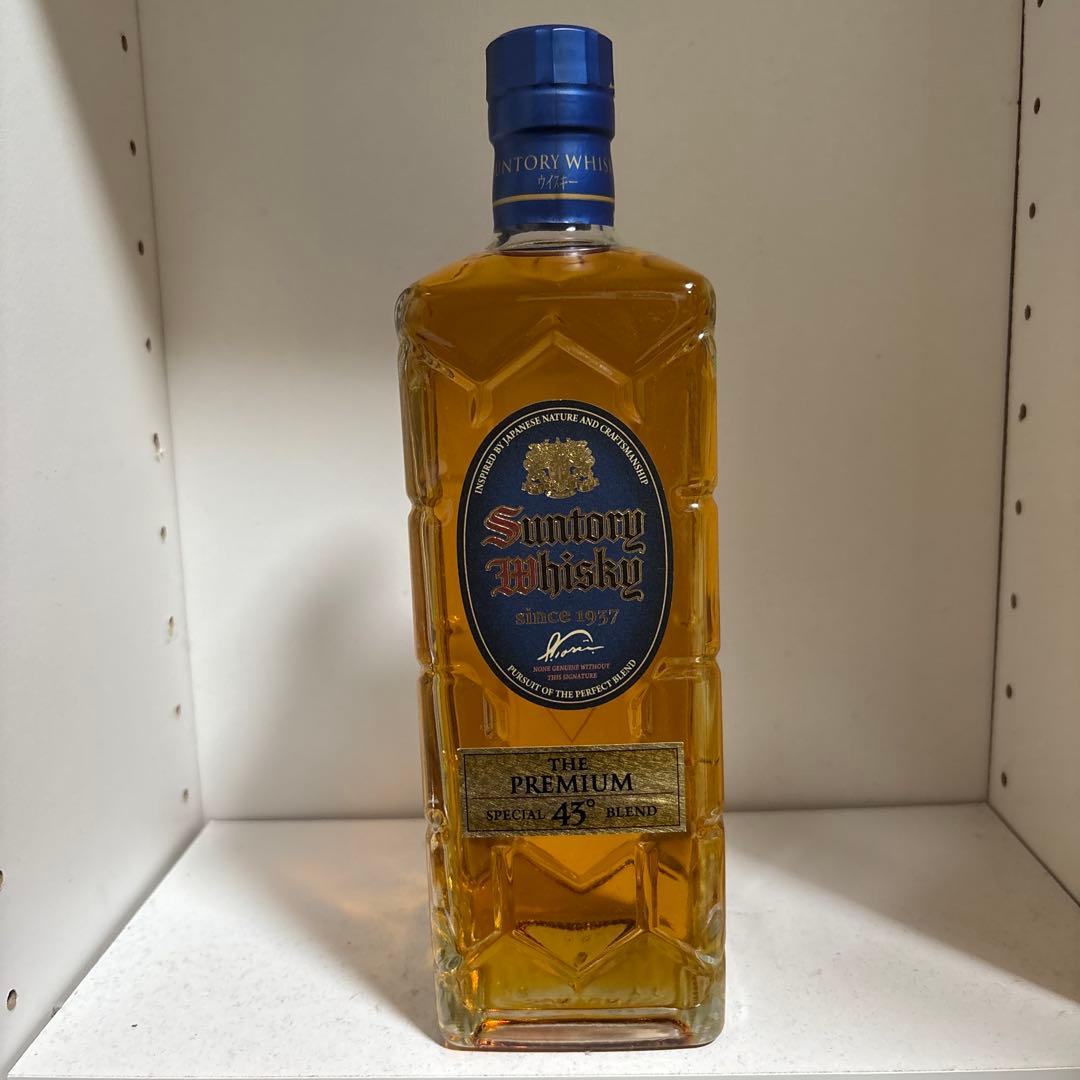 SUNTORY WHIS
ウイスキー
INSPIRED BY JAPANESE NATURE AND CRAFTSMANSHIP
Suntory
Whisky
since 1937
NONE GENUINE WITHOUT
THIS SIGNATURE
PURSUIT OF THE PERFECT BLEND
THE
PREMIUM
SPECIAL 43° BLEND